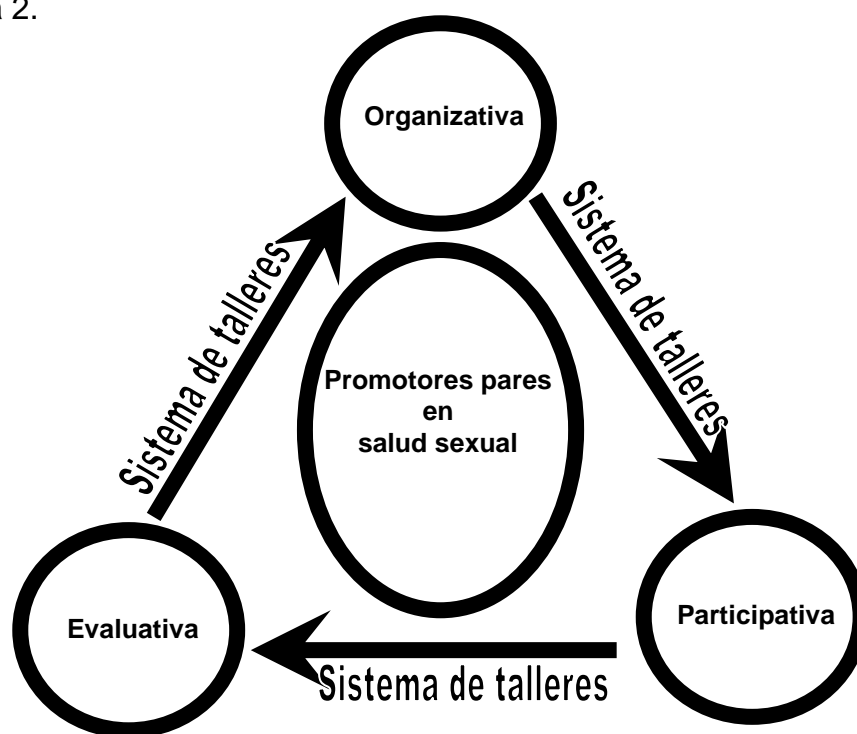 2.
Organizativa
Sistema de talleres
Sistema de talleres
Promotores pares
en
salud sexual
Evaluativa
Participativa
Sistema de talleres